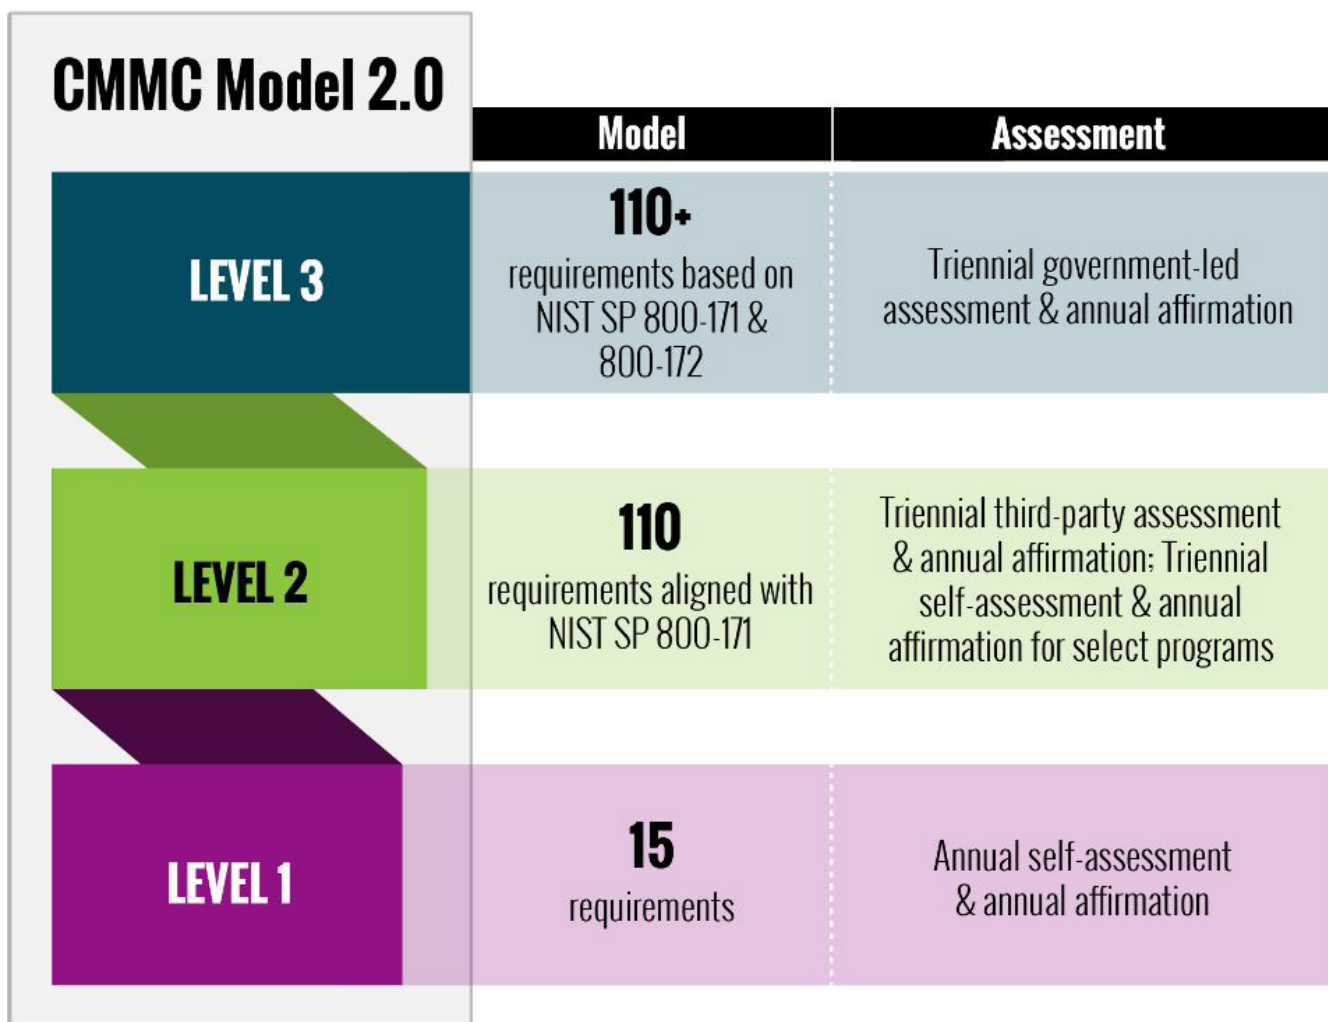 CMMC Model 2.0
Model
Assessment
LEVEL 3
110+
requirements based on
NIST SP 800-171 &
800-172
Triennial government-led
assessment & annual affirmation
LEVEL 2
110
requirements aligned with
NIST SP 800-171
Triennial third-party assessment
& annual affirmation; Triennial
self-assessment & annual
affirmation for select programs
LEVEL 1
15
requirements
Annual self-assessment
& annual affirmation